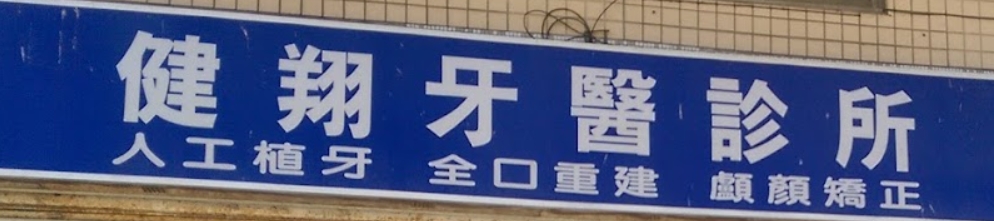 健翔牙醫診所
人工植牙 全口重建 顱顏矯正